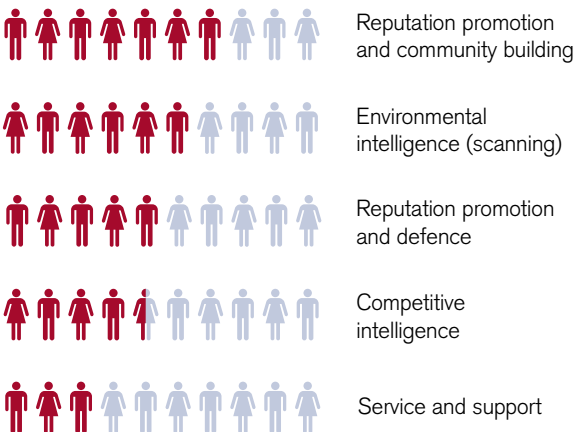 Reputation promotion
and community building
Environmental
intelligence (scanning)
Reputation promotion
and defence
Competitive
intelligence
Service and support